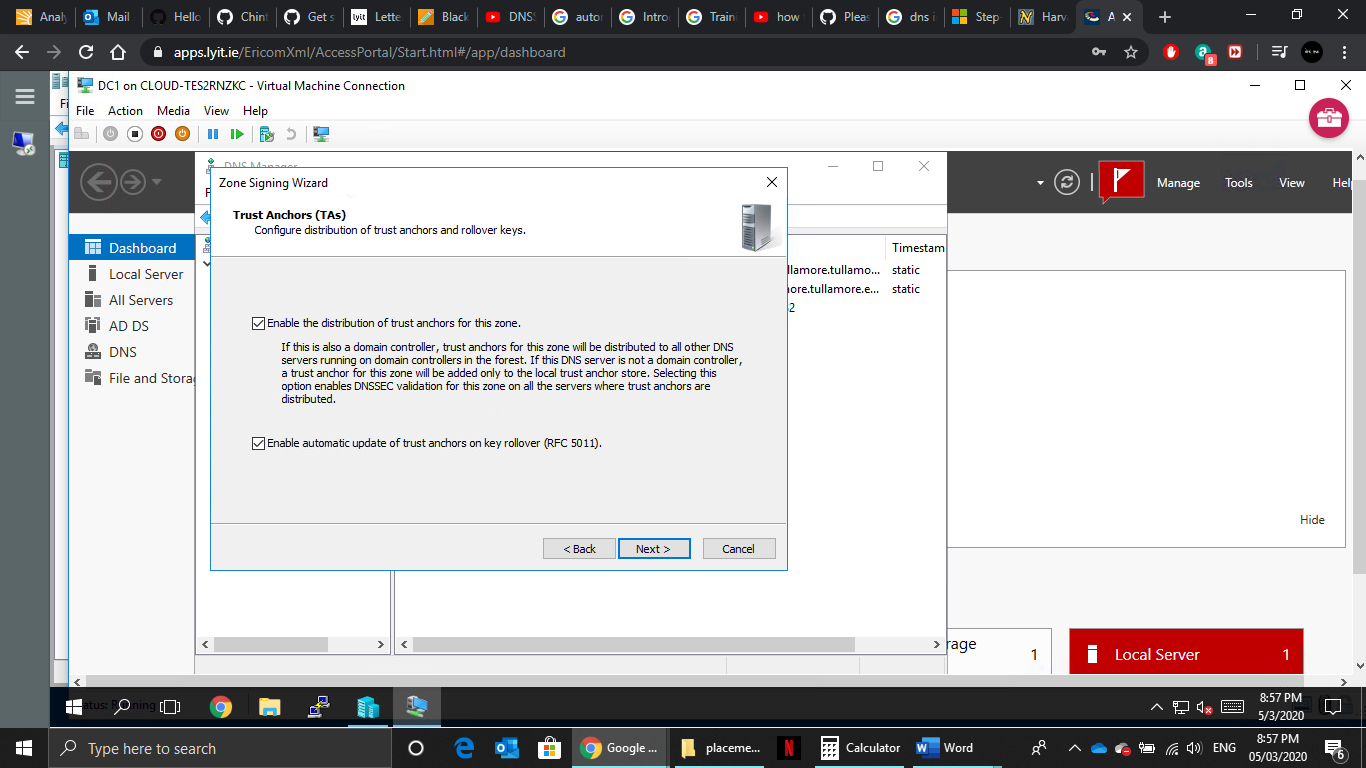 Analy
Mail
Hello
Chint
Get s
Lette
Black
DNSS
autor
Intro
Traini
how
Pleas
dns i
Step-
Harv
A
apps.lyit.ie/EricomXml/AccessPortal/Start.html#/app/dashboard
8
DC1 on CLOUD-TES2RNZKC - Virtual Machine Connection
File Action Media View Help
DNS Manager
Manage Tools View Help
Zone Signing Wizard
Trust Anchors (TAs)
Configure distribution of trust anchors and rollover keys.
Dashboard
Local Server
All Servers
AD DS
DNS
File and Storag
Timestam
llamore.tullamo... static
ore.tullamore.e... static
2
Enable the distribution of trust anchors for this zone.
If this is also a domain controller, trust anchors for this zone will be distributed to all other DNS
servers running on domain controllers in the forest. If this DNS server is not a domain controller,
a trust anchor for this zone will be added only to the local trust anchor store. Selecting this
option enables DNSSEC validation for this zone on all the servers where trust anchors are
distributed.
Enable automatic update of trust anchors on key rollover (RFC 5011).
Hide
< Back Next > Cancel
rage 1
Local Server 1
8:57 PM
5/3/2020
Type here to search
Google ...
placeme...
Calculator
Word
ENG
8:57 PM
05/03/2020
6